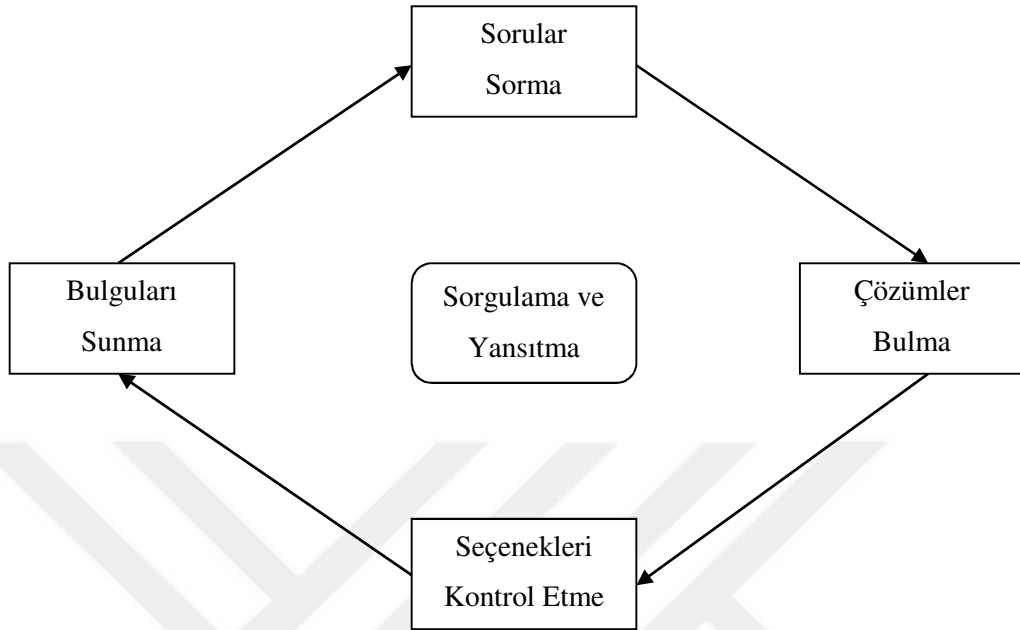 Sorular
Sorma
Bulguları
Sunma
Sorgulama ve
Yansıtma
Çözümler
Bulma
Seçenekleri
Kontrol Etme